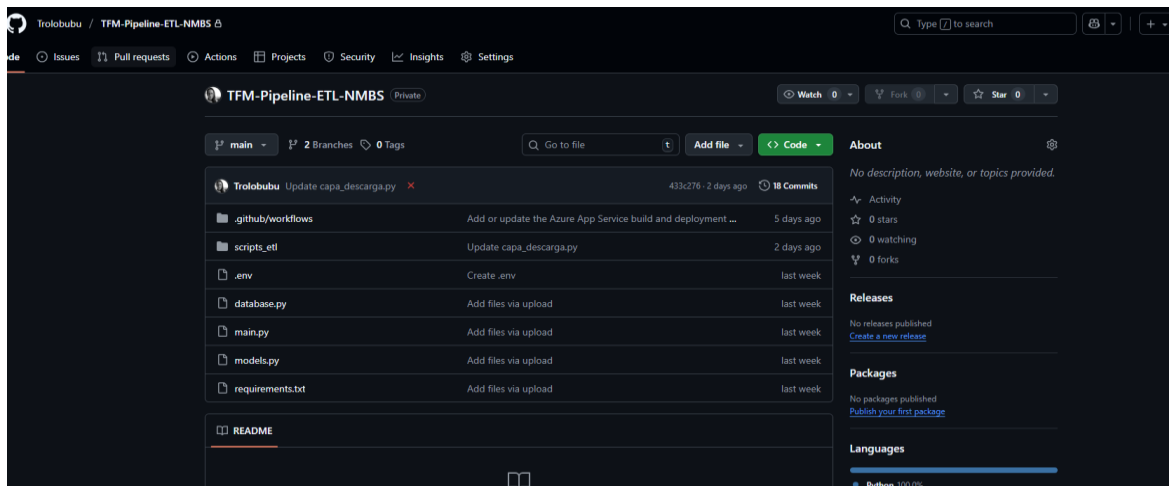 Trolobubu / TFM-Pipeline-ETL-NMBS
Type / to search
de Issues Pull requests Actions Projects Security Insights Settings
TFM-Pipeline-ETL-NMBS Private
Watch 0 Fork 0 Star 0
main 2 Branches 0 Tags Go to file t Add file Code
Trolobubu Update capa_descarga.py 433c276 · 2 days ago 18 Commits
.github/workflows Add or update the Azure App Service build and deployment ... 5 days ago
scripts_etl Update capa_descarga.py 2 days ago
.env Create .env last week
database.py Add files via upload last week
main.py Add files via upload last week
models.py Add files via upload last week
requirements.txt Add files via upload last week
README
About
No description, website, or topics provided.
Activity
0 stars
0 watching
0 forks
Releases
No releases published
Create a new release
Packages
No packages published
Publish your first package
Languages
Python 100.0%